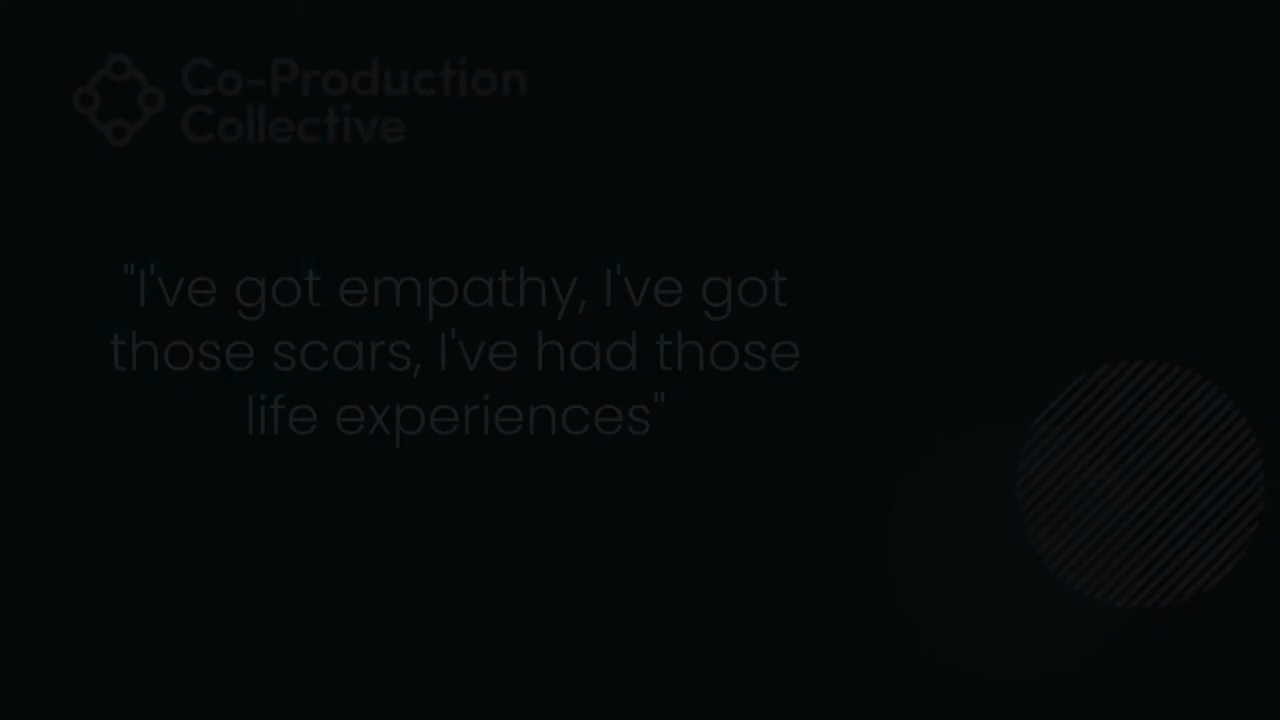 Co-Production
Collective
"I've got empathy, I've got
those scars, I've had those
life experiences"